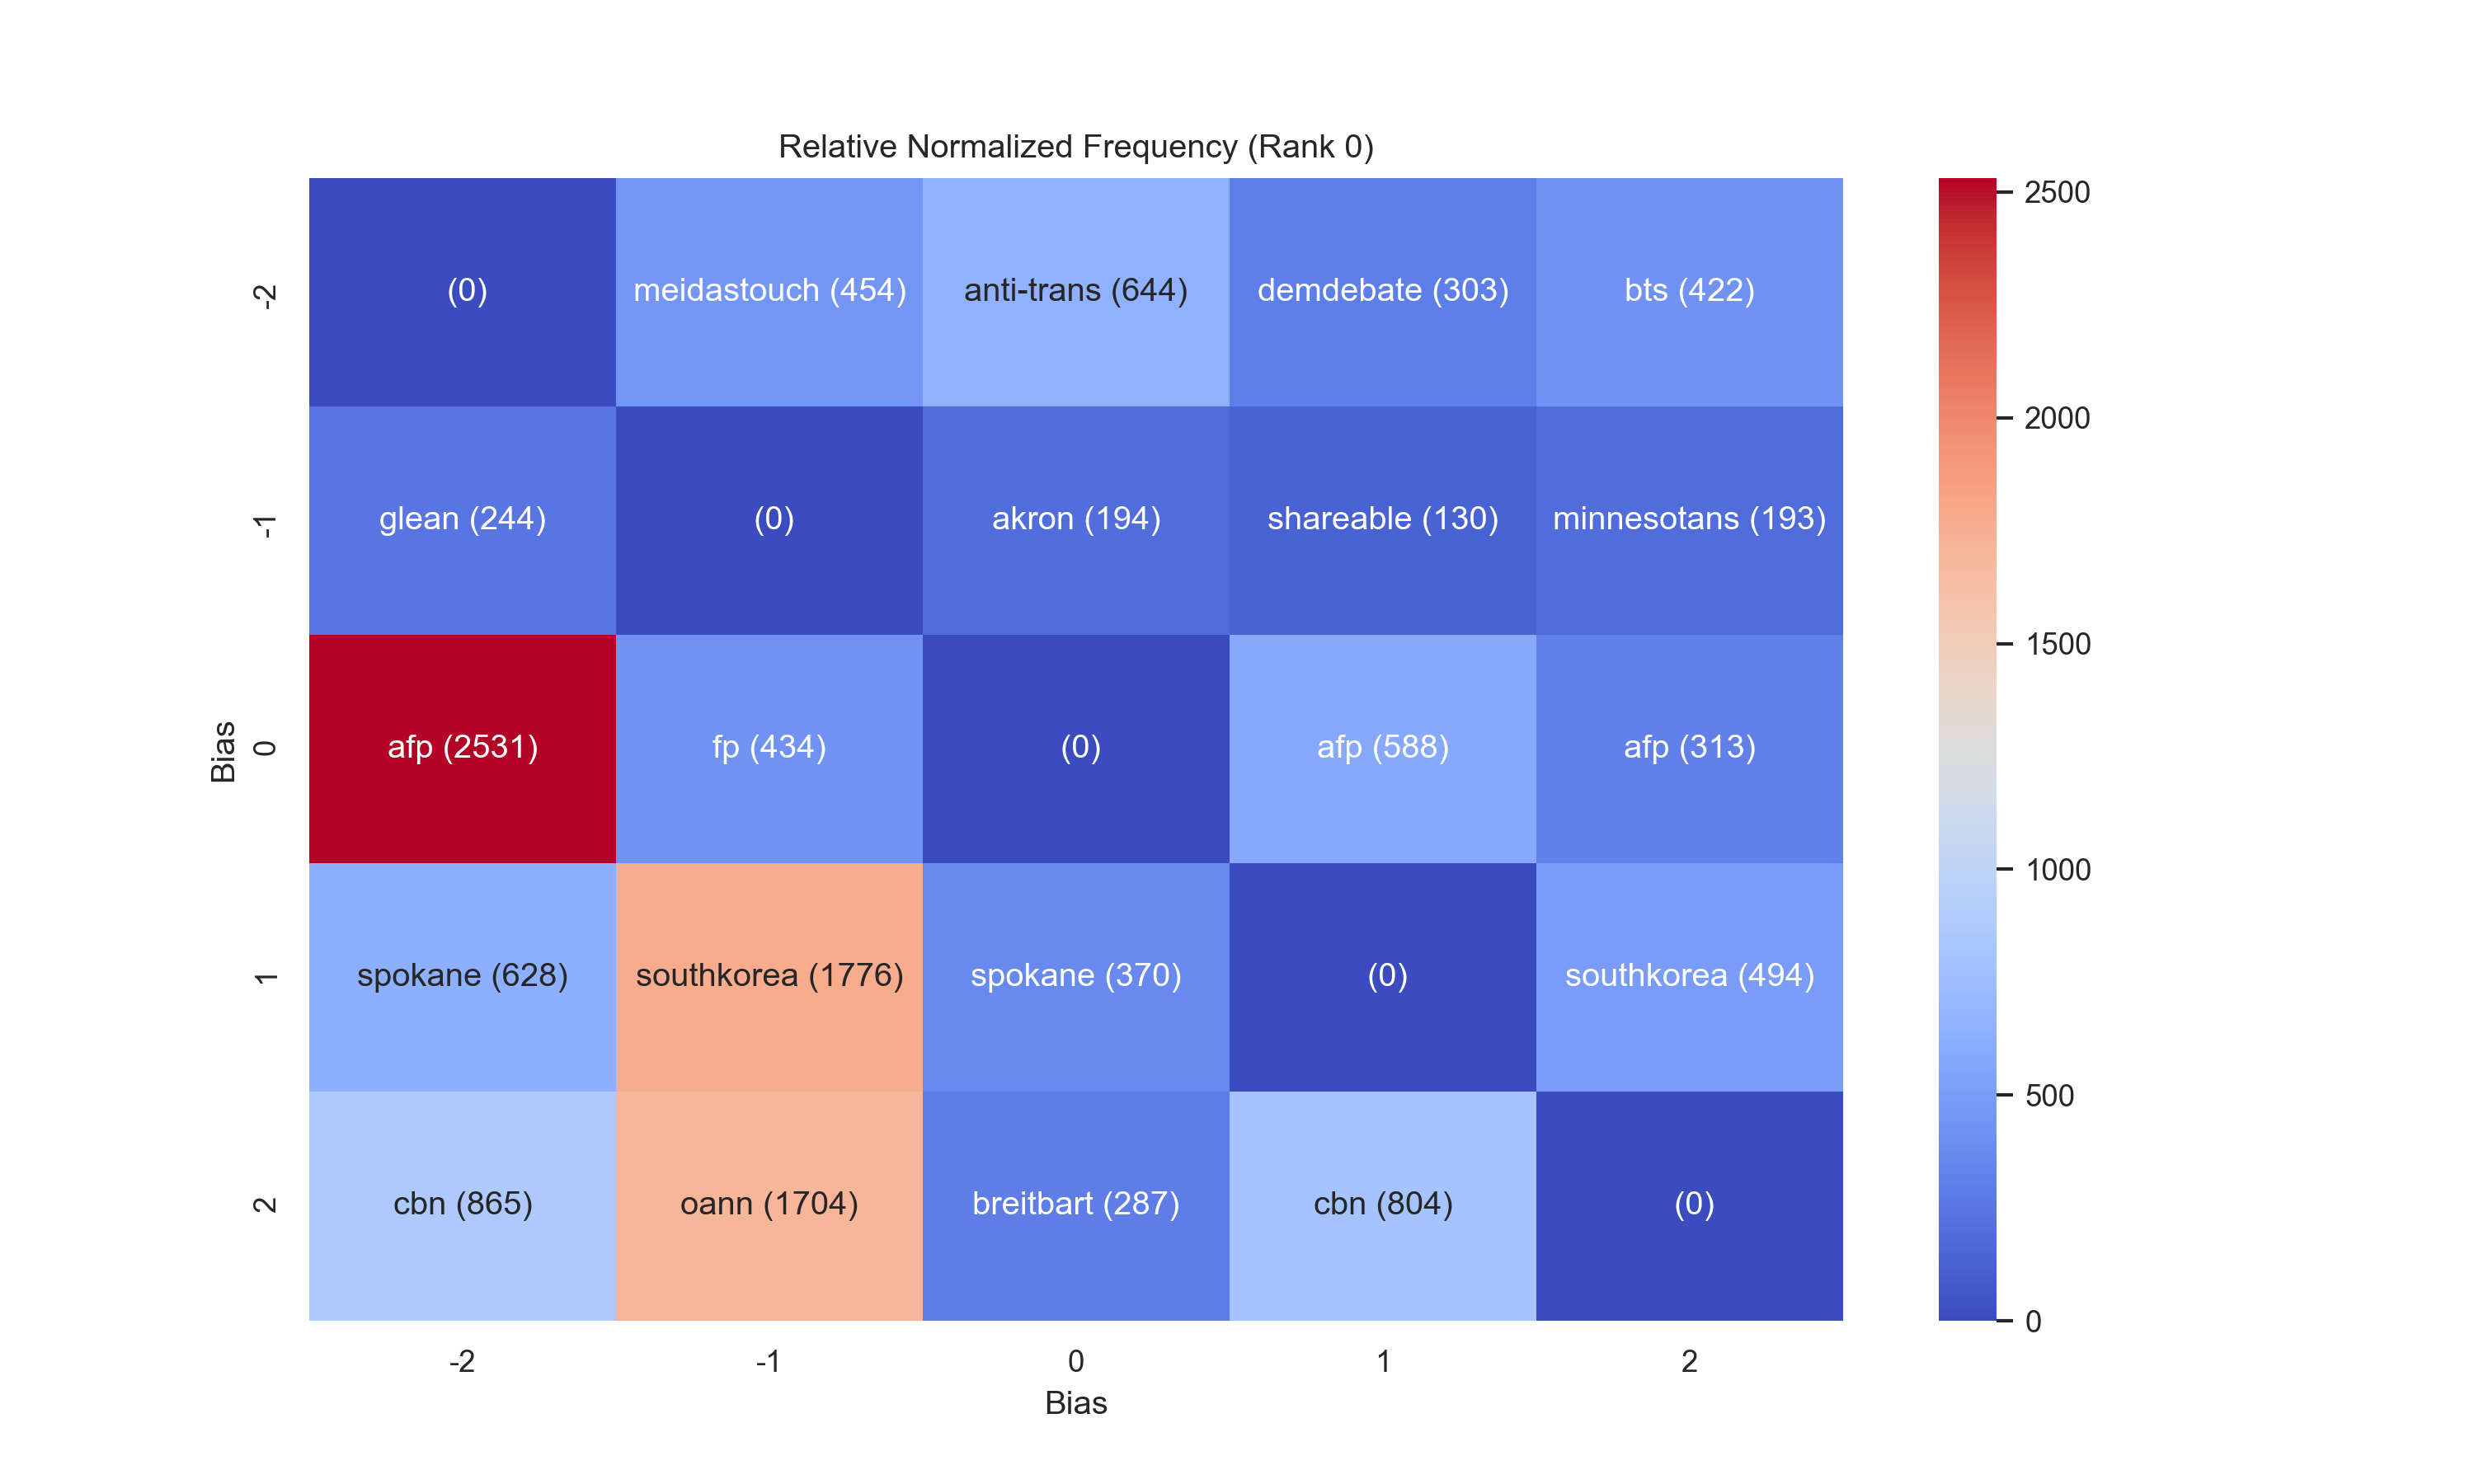 Relative Normalized Frequency (Rank 0)
-2
(0)
meidastouch (454)
anti-trans (644)
demdebate (303)
bts (422)
-1
glean (244)
(0)
akron (194)
shareable (130)
minnesotans (193)
Bias
0
afp (2531)
fp (434)
(0)
afp (588)
afp (313)
1
spokane (628)
southkorea (1776)
spokane (370)
(0)
southkorea (494)
2
cbn (865)
oann (1704)
breitbart (287)
cbn (804)
(0)
-2
-1
0
1
2
Bias
2500
2000
1500
1000
500
0